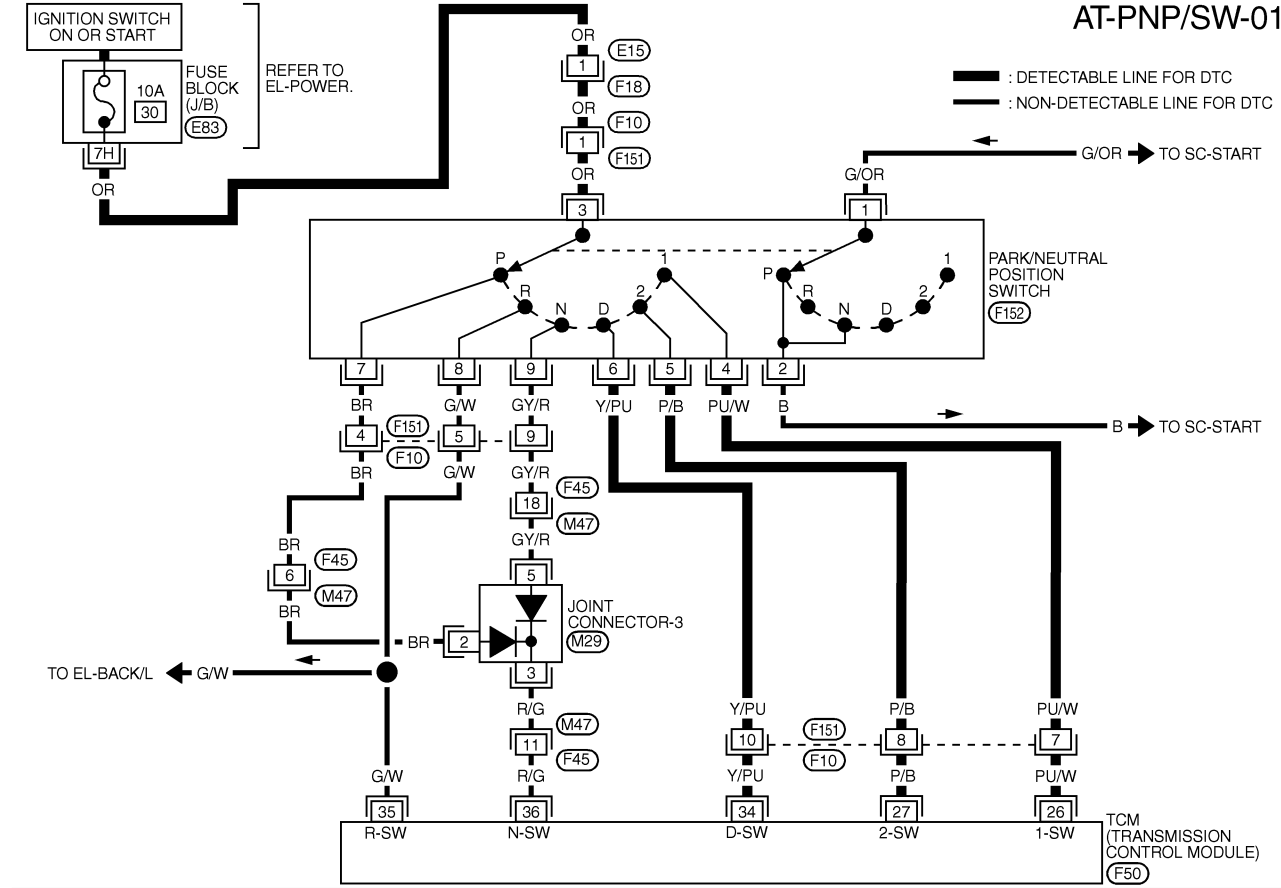 AT-PNP/SW-01
IGNITION SWITCH
ON OR START
10A
30
FUSE
BLOCK
(J/B)
E83
REFER TO
EL-POWER.
7H
OR
OR
1
E15
F18
OR
1
F10
F151
OR
3
: DETECTABLE LINE FOR DTC
: NON-DETECTABLE LINE FOR DTC
G/OR
TO SC-START
G/OR
1
P
R
N
D
2
1
P
R
N
D
2
1
PARK/NEUTRAL
POSITION
SWITCH
F152
7
8
9
6
5
4
2
BR
G/W
GY/R
Y/PU
P/B
PU/W
B
B
TO SC-START
4
F151
F10
5
9
BR
G/W
GY/R
18
F45
M47
GY/R
BR
6
F45
M47
BR
5
JOINT
CONNECTOR-3
M29
BR
2
3
TO EL-BACK/L
G/W
R/G
11
M47
F45
R/G
G/W
Y/PU
P/B
PU/W
10
F151
F10
8
7
Y/PU
P/B
PU/W
35
36
34
27
26
R-SW
N-SW
D-SW
2-SW
1-SW
TCM
(TRANSMISSION
CONTROL MODULE)
F50